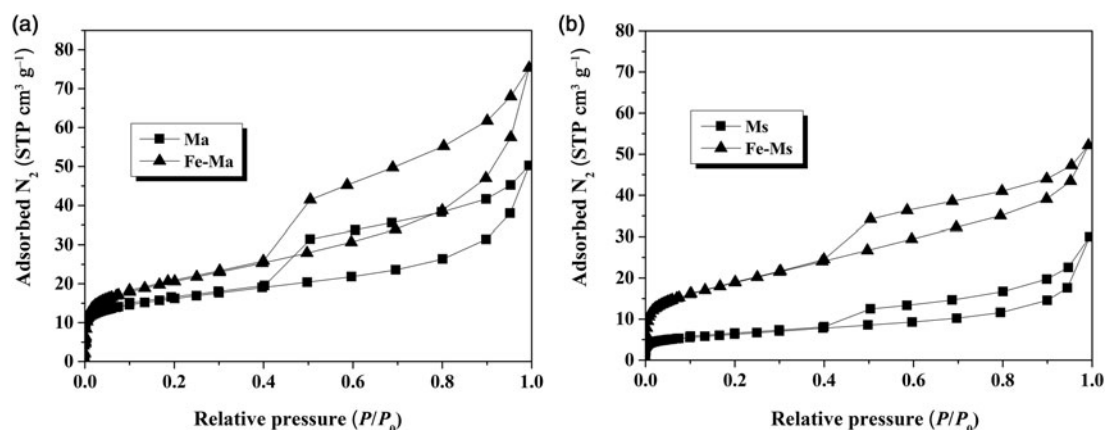 (a)
Adsorbed N₂ (STP cm³ g⁻¹)
80
70
60
50
40
30
20
10
0
Ma
Fe-Ma
0.0 0.2 0.4 0.6 0.8 1.0
Relative pressure (P/P₀)
(b)
Adsorbed N₂ (STP cm³ g⁻¹)
80
70
60
50
40
30
20
10
0
Ms
Fe-Ms
0.0 0.2 0.4 0.6 0.8 1.0
Relative pressure (P/P₀)